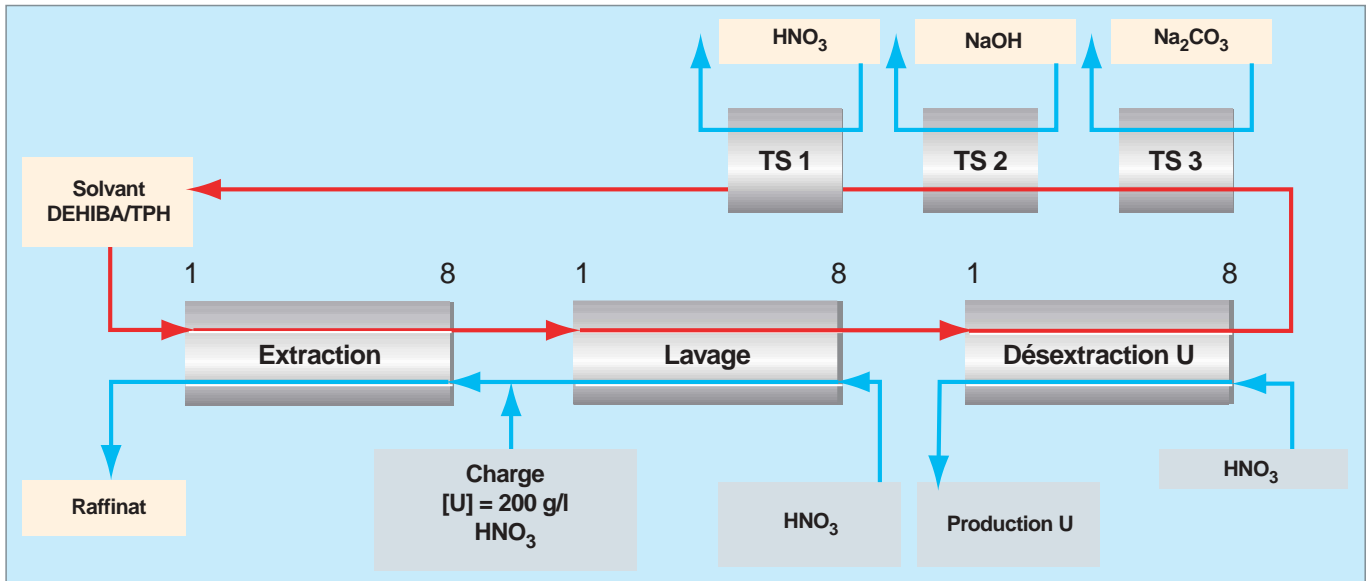 HNO3
NaOH
Na2CO3
TS 1
TS 2
TS 3
Solvant
DEHIBA/TPH
1
8
1
8
1
8
Extraction
Lavage
Désextraction U
Raffinat
Charge
[U] = 200 g/l
HNO3
HNO3
Production U
HNO3